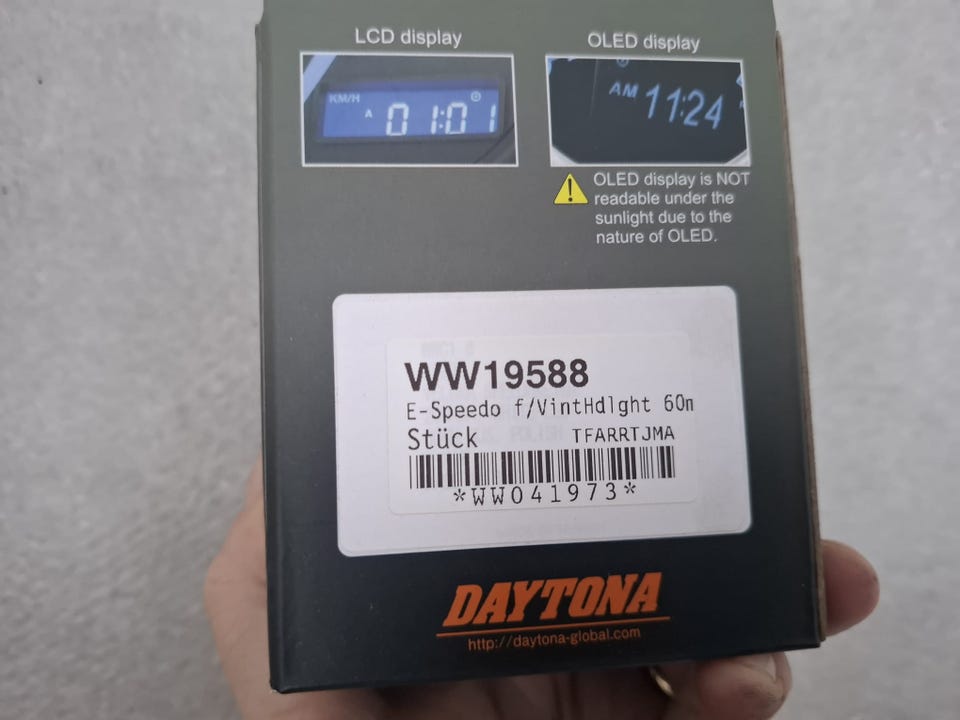 LCD display
OLED display
KM/H
A
01:01
AM 11:24
OLED display is NOT
readable under the
sunlight due to the
nature of OLED.
WW19588
E-Speedo f/VintHdlght 60m
Stück TFARRTJMA
*WW041973*
DAYTONA
http://daytona-global.com